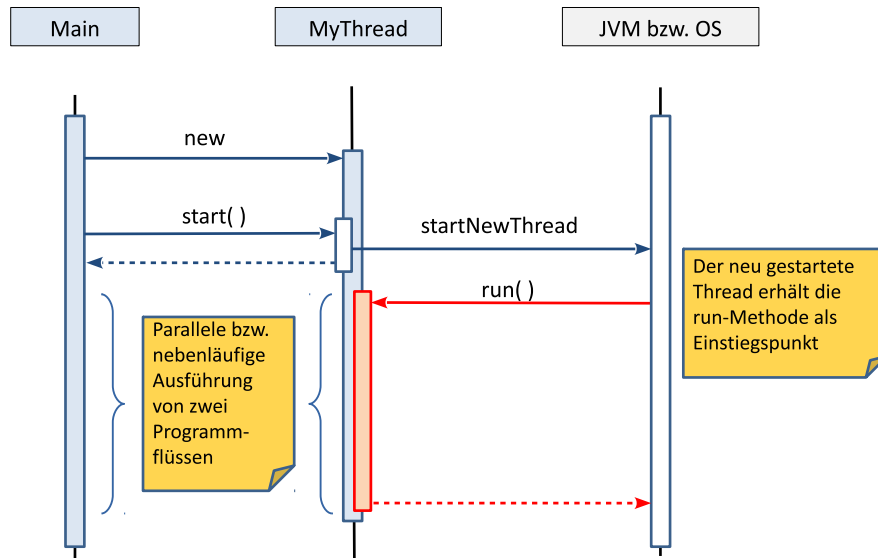 Main
MyThread
JVM bzw. OS
new
start( )
startNewThread
run( )
Der neu gestartete
Thread erhält die
run-Methode als
Einstiegspunkt
Parallele bzw.
nebenläufige
Ausführung
von zwei
Programm-
flüssen